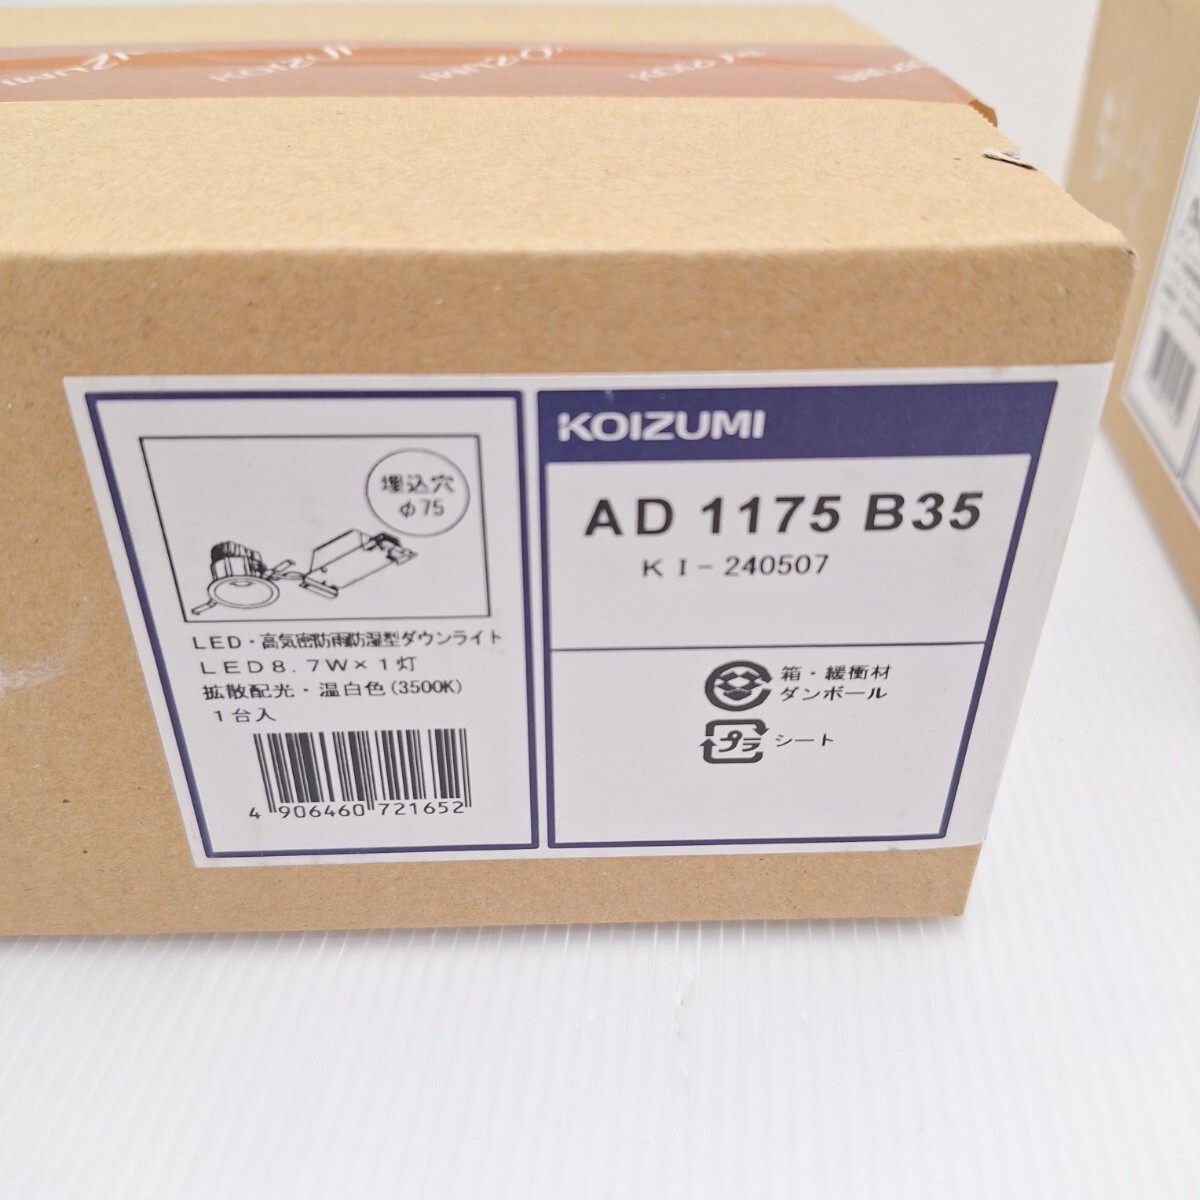 KOIZUMI
埋込穴
φ75
LED・高気密防雨防湿型ダウンライト
LED8.7W×1灯
拡散配光・温白色(3500K)
1台入
4 906460 721652
KOIZUMI
AD 1175 B35
KI-240507
箱・緩衝材
ダンボール
プラ
シート